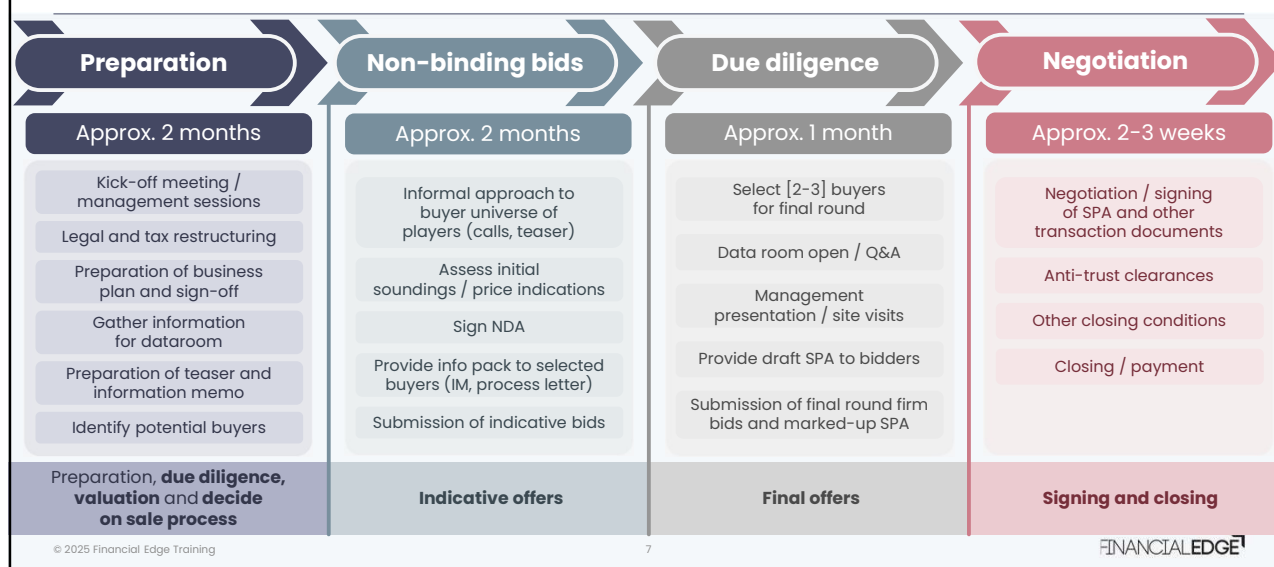 Preparation
Approx. 2 months
Kick-off meeting /
management sessions
Legal and tax restructuring
Preparation of business
plan and sign-off
Gather information
for dataroom
Preparation of teaser and
information memo
Identify potential buyers
Preparation, due diligence,
valuation and decide
on sale process
Non-binding bids
Approx. 2 months
Informal approach to
buyer universe of
players (calls, teaser)
Assess initial
soundings / price indications
Sign NDA
Provide info pack to selected
buyers (IM, process letter)
Submission of indicative bids
Indicative offers
Due diligence
Approx. 1 month
Select [2-3] buyers
for final round
Data room open / Q&A
Management
presentation / site visits
Provide draft SPA to bidders
Submission of final round firm
bids and marked-up SPA
Final offers
Negotiation
Approx. 2-3 weeks
Negotiation / signing
of SPA and other
transaction documents
Anti-trust clearances
Other closing conditions
Closing / payment
Signing and closing
© 2025 Financial Edge Training
7
FINANCIALEDGE